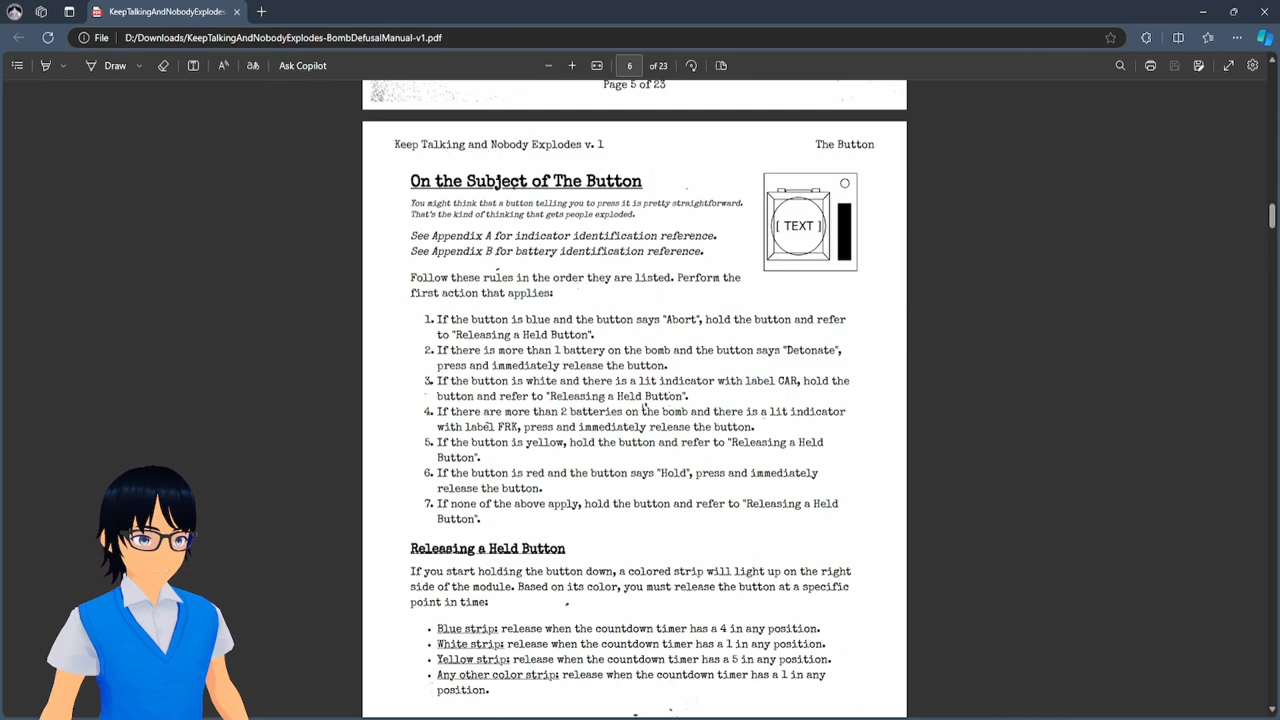 KeepTalkingAndNobodyExplodes-
File D:/Downloads/KeepTalkingAndNobodyExplodes-BombDefusalManual-v1.pdf
Draw
Ask Copilot
6 of 23
Page 5 of 23
Keep Talking and Nobody Explodes v. 1
The Button
On the Subject of The Button
You might think that a button telling you to press it is pretty straightforward.
That's the kind of thinking that gets people exploded.
[ TEXT ]
See Appendix A for indicator identification reference.
See Appendix B for battery identification reference.
Follow these rules in the order they are listed. Perform the
first action that applies:
1. If the button is blue and the button says "Abort", hold the button and refer
to "Releasing a Held Button".
2. If there is more than 1 battery on the bomb and the button says "Detonate",
press and immediately release the button.
3. If the button is white and there is a lit indicator with label CAR, hold the
button and refer to "Releasing a Held Button".
4. If there are more than 2 batteries on the bomb and there is a lit indicator
with label FRK, press and immediately release the button.
5. If the button is yellow, hold the button and refer to "Releasing a Held
Button".
6. If the button is red and the button says "Hold", press and immediately
release the button.
7. If none of the above apply, hold the button and refer to "Releasing a Held
Button".
Releasing a Held Button
If you start holding the button down, a colored strip will light up on the right
side of the module. Based on its color, you must release the button at a specific
point in time:
• Blue strip: release when the countdown timer has a 4 in any position.
• White strip: release when the countdown timer has a 1 in any position.
• Yellow strip: release when the countdown timer has a 5 in any position.
• Any other color strip: release when the countdown timer has a 1 in any
position.